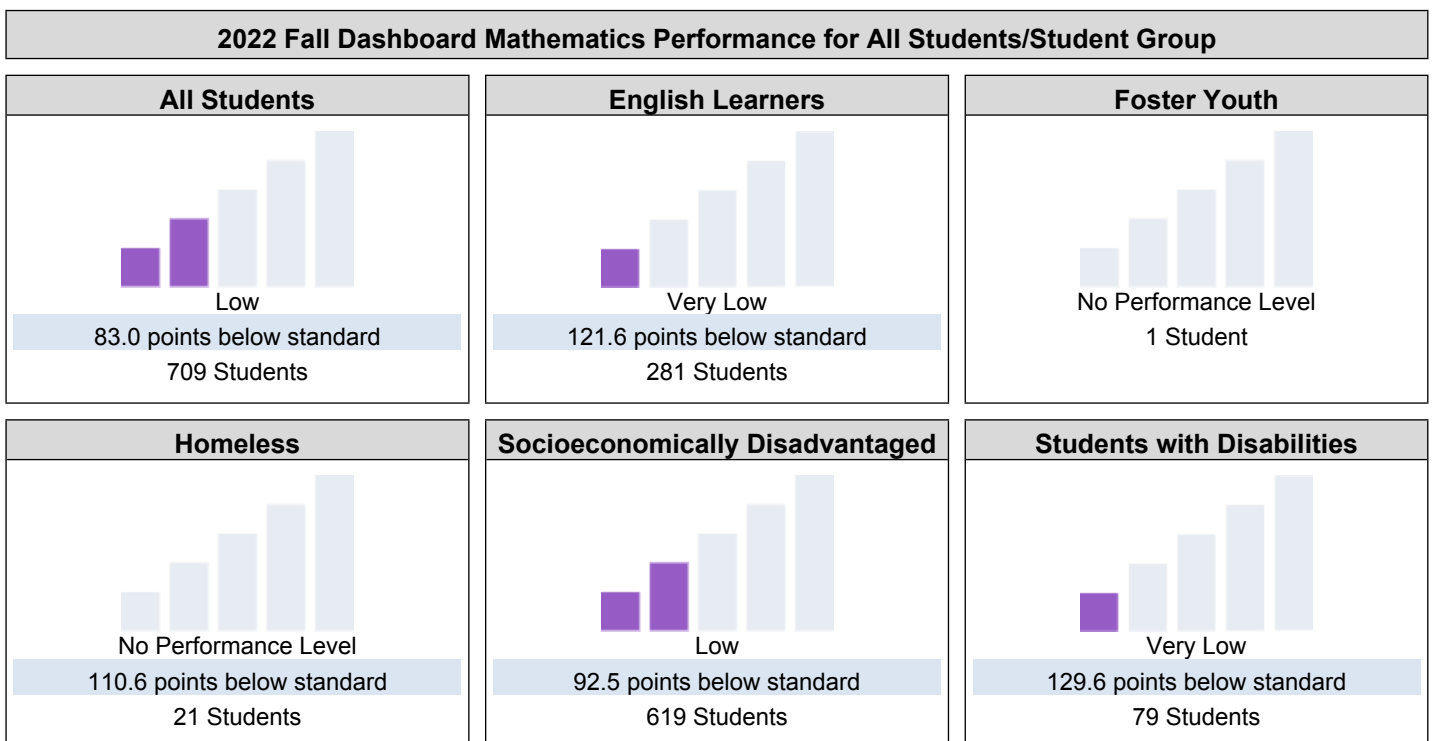 2022 Fall Dashboard Mathematics Performance for All Students/Student Group
All Students
Low
83.0 points below standard
709 Students
English Learners
Very Low
121.6 points below standard
281 Students
Foster Youth
No Performance Level
1 Student
Homeless
No Performance Level
110.6 points below standard
21 Students
Socioeconomically Disadvantaged
Low
92.5 points below standard
619 Students
Students with Disabilities
Very Low
129.6 points below standard
79 Students